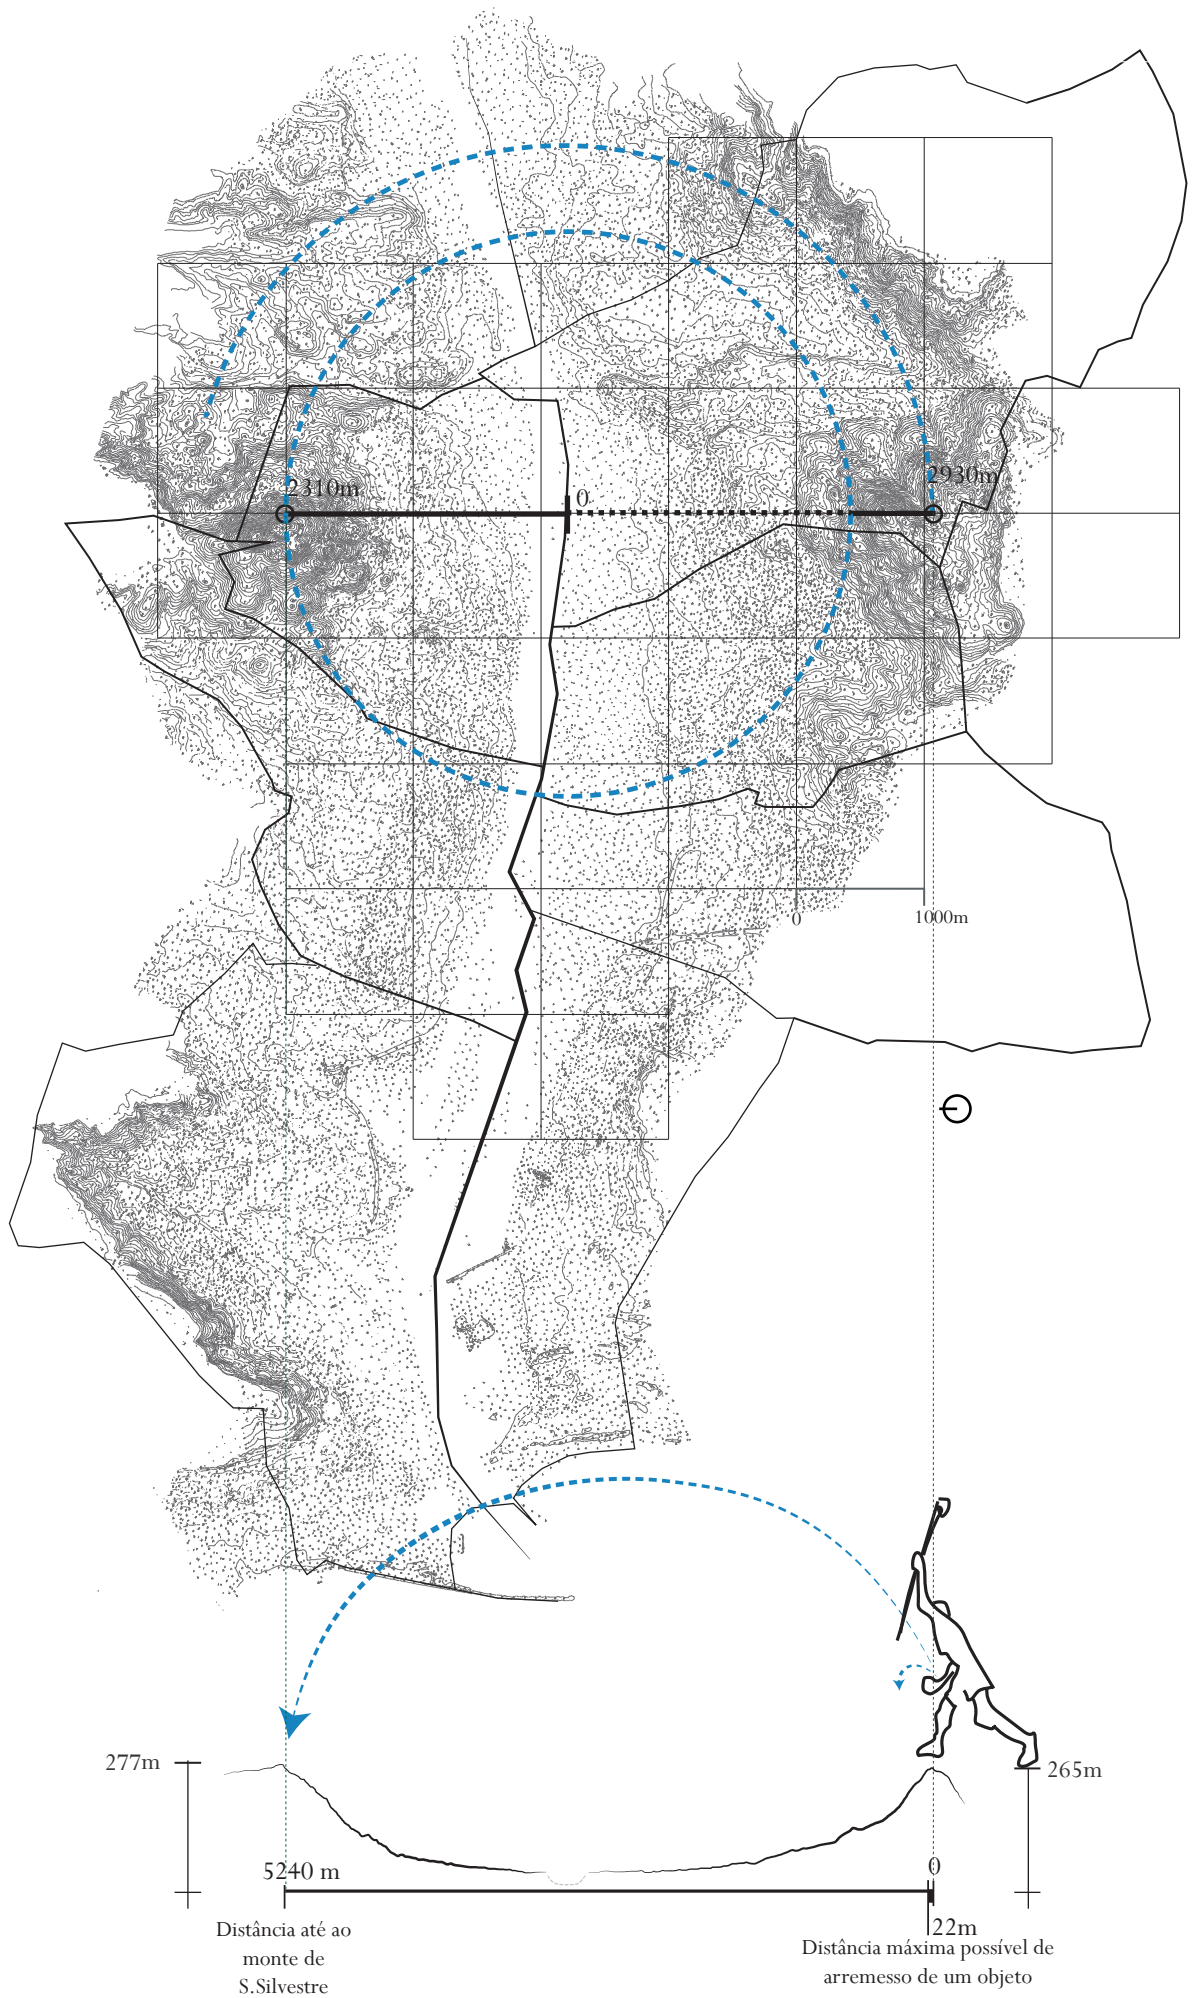 2930m
2310m
0
0
1000m
277m
265m
5240 m
0
22m
Distância até ao
monte de
S.Silvestre
Distância máxima possível de
arremesso de um objeto